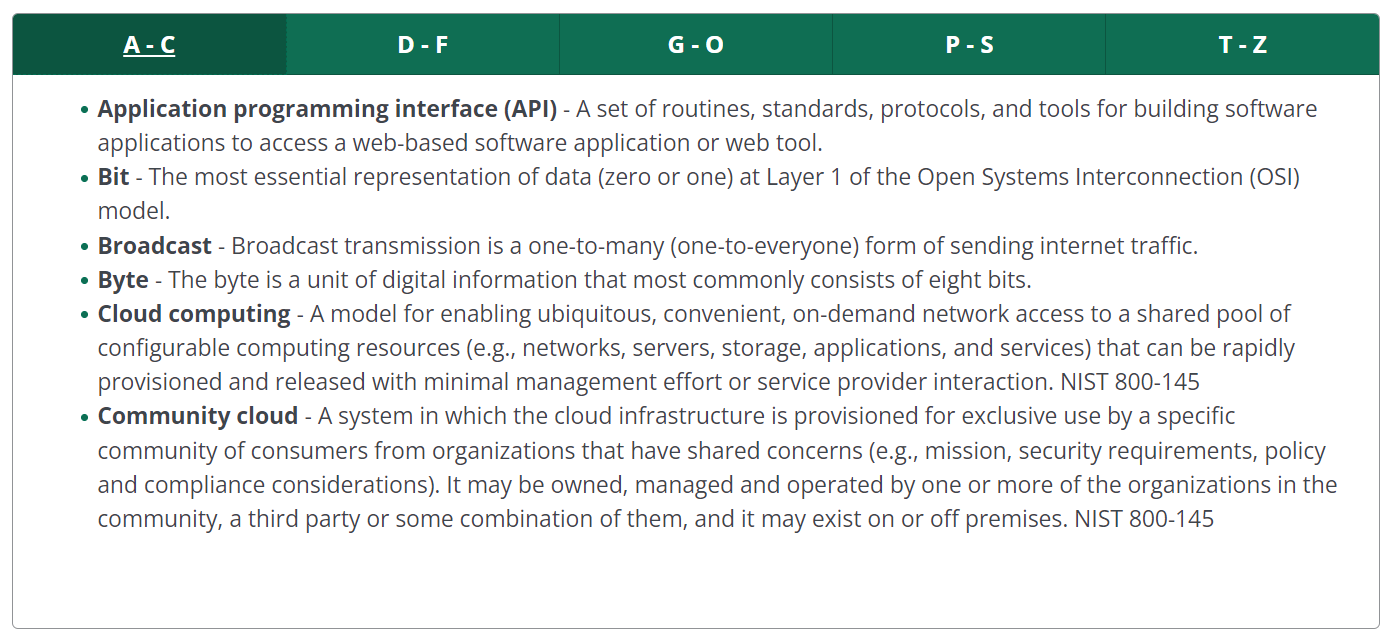 A - C
D - F
G - O
P - S
T - Z
Application programming interface (API) - A set of routines, standards, protocols, and tools for building software
applications to access a web-based software application or web tool.
Bit - The most essential representation of data (zero or one) at Layer 1 of the Open Systems Interconnection (OSI)
model.
Broadcast - Broadcast transmission is a one-to-many (one-to-everyone) form of sending internet traffic.
Byte - The byte is a unit of digital information that most commonly consists of eight bits.
Cloud computing - A model for enabling ubiquitous, convenient, on-demand network access to a shared pool of
configurable computing resources (e.g., networks, servers, storage, applications, and services) that can be rapidly
provisioned and released with minimal management effort or service provider interaction. NIST 800-145
Community cloud - A system in which the cloud infrastructure is provisioned for exclusive use by a specific
community of consumers from organizations that have shared concerns (e.g., mission, security requirements, policy
and compliance considerations). It may be owned, managed and operated by one or more of the organizations in the
community, a third party or some combination of them, and it may exist on or off premises. NIST 800-145